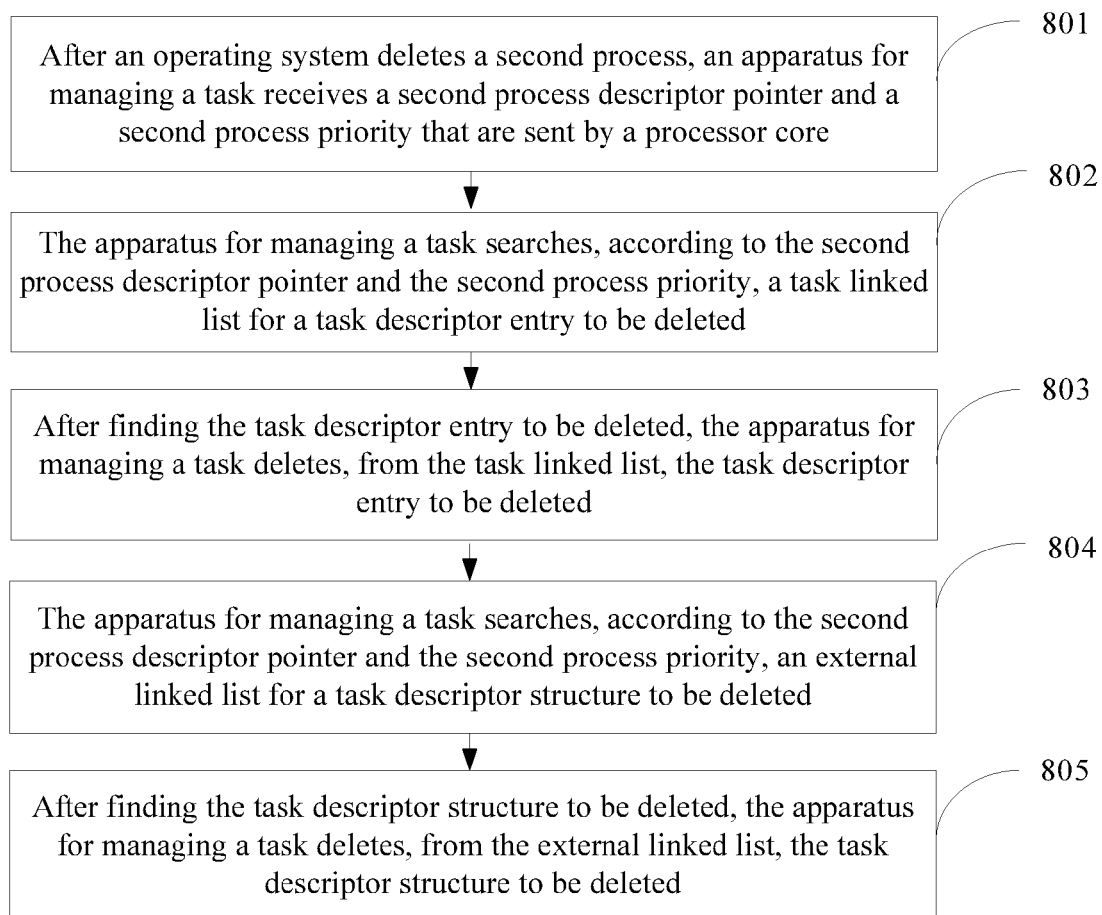 801
After an operating system deletes a second process, an apparatus for
managing a task receives a second process descriptor pointer and a
second process priority that are sent by a processor core
802
The apparatus for managing a task searches, according to the second
process descriptor pointer and the second process priority, a task linked
list for a task descriptor entry to be deleted
803
After finding the task descriptor entry to be deleted, the apparatus for
managing a task deletes, from the task linked list, the task descriptor
entry to be deleted
804
The apparatus for managing a task searches, according to the second
process descriptor pointer and the second process priority, an external
linked list for a task descriptor structure to be deleted
805
After finding the task descriptor structure to be deleted, the apparatus
for managing a task deletes, from the external linked list, the task
descriptor structure to be deleted